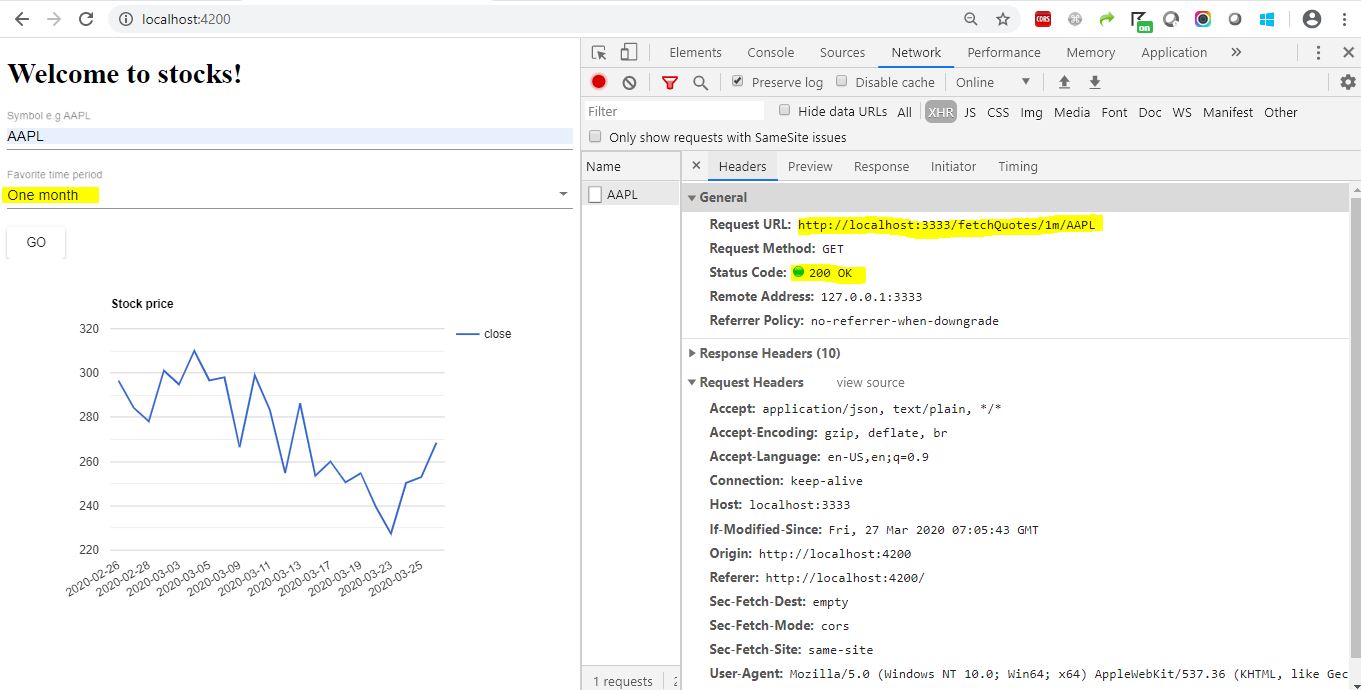 localhost:4200
CORS
on
Welcome to stocks!
Symbol e.g AAPL
AAPL
Favorite time period
One month
GO
Stock price
320
300
280
260
240
220
close
2020-02-26
2020-02-28
2020-03-03
2020-03-05
2020-03-09
2020-03-11
2020-03-13
2020-03-17
2020-03-19
2020-03-23
2020-03-25
Elements Console Sources Network Performance Memory Application »
Preserve log Disable cache Online
Filter Hide data URLs All XHR JS CSS Img Media Font Doc WS Manifest Other
Only show requests with SameSite issues
Name
AAPL
1 requests
× Headers Preview Response Initiator Timing
General
Request URL: http://localhost:3333/fetchQuotes/1m/AAPL
Request Method: GET
Status Code: 200 OK
Remote Address: 127.0.0.1:3333
Referrer Policy: no-referrer-when-downgrade
Response Headers (10)
Request Headers view source
Accept: application/json, text/plain, */*
Accept-Encoding: gzip, deflate, br
Accept-Language: en-US,en;q=0.9
Connection: keep-alive
Host: localhost:3333
If-Modified-Since: Fri, 27 Mar 2020 07:05:43 GMT
Origin: http://localhost:4200
Referer: http://localhost:4200/
Sec-Fetch-Dest: empty
Sec-Fetch-Mode: cors
Sec-Fetch-Site: same-site
User-Agent: Mozilla/5.0 (Windows NT 10.0; Win64; x64) AppleWebKit/537.36 (KHTML, like Gec